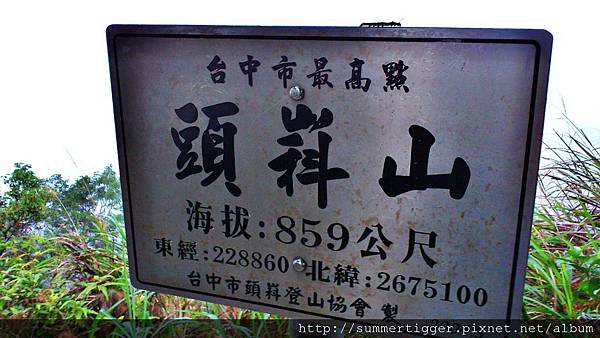 台中市最高點
頭嵙山
海拔:859公尺
東經:228860 北緯:2675100
台中市頭嵙登山協會 製
http://summertigger.pixnet.net/album